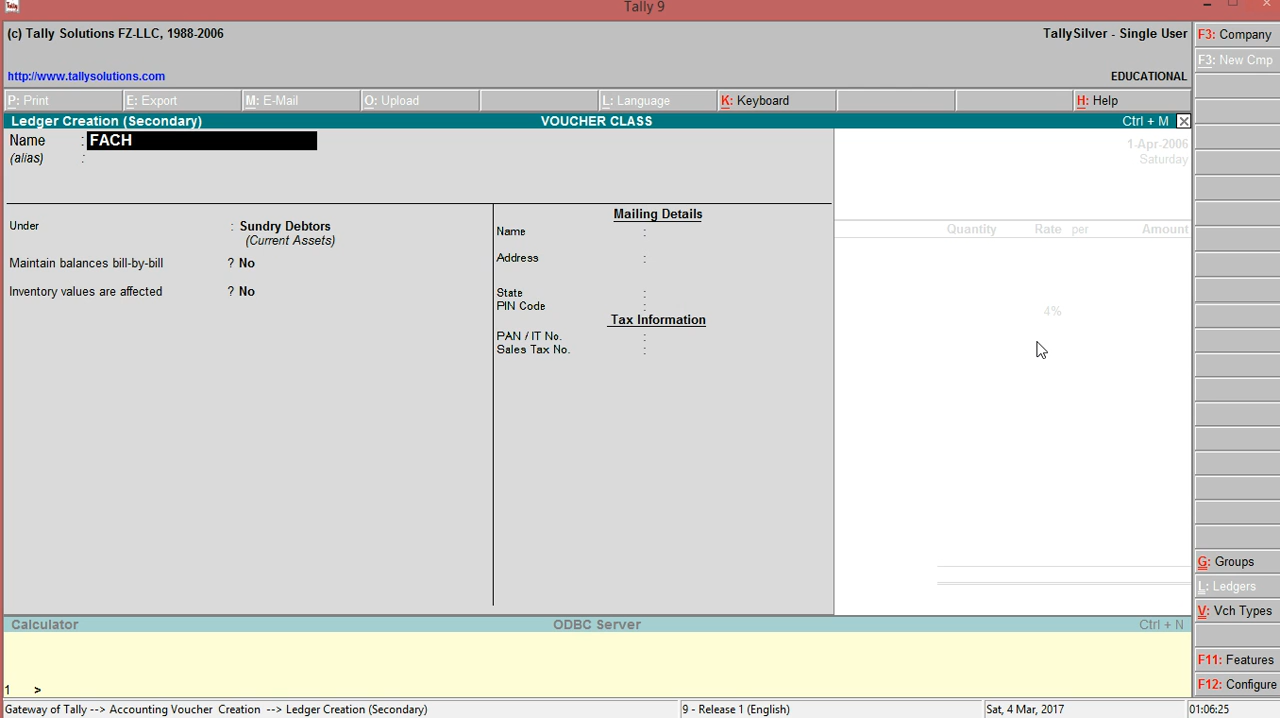 Tally
Tally 9
(c) Tally Solutions FZ-LLC, 1988-2006
TallySilver - Single User
http://www.tallysolutions.com
EDUCATIONAL
F3: Company
F3: New Cmp
P: Print
E: Export
M: E-Mail
O: Upload
L: Language
K: Keyboard
H: Help
Ledger Creation (Secondary)
VOUCHER CLASS
Ctrl + M
Name : FACH
(alias) :
1-Apr-2006
Saturday
Under : Sundry Debtors
(Current Assets)
Maintain balances bill-by-bill ? No
Inventory values are affected ? No
Mailing Details
Name :
Address :
State :
PIN Code :
Tax Information
PAN / IT No. :
Sales Tax No. :
Quantity Rate per Amount
4%
G: Groups
L: Ledgers
V: Vch Types
F11: Features
F12: Configure
Calculator
ODBC Server
Ctrl + N
1 >
Gateway of Tally --> Accounting Voucher Creation --> Ledger Creation (Secondary)
9 - Release 1 (English)
Sat, 4 Mar, 2017
01:06:25